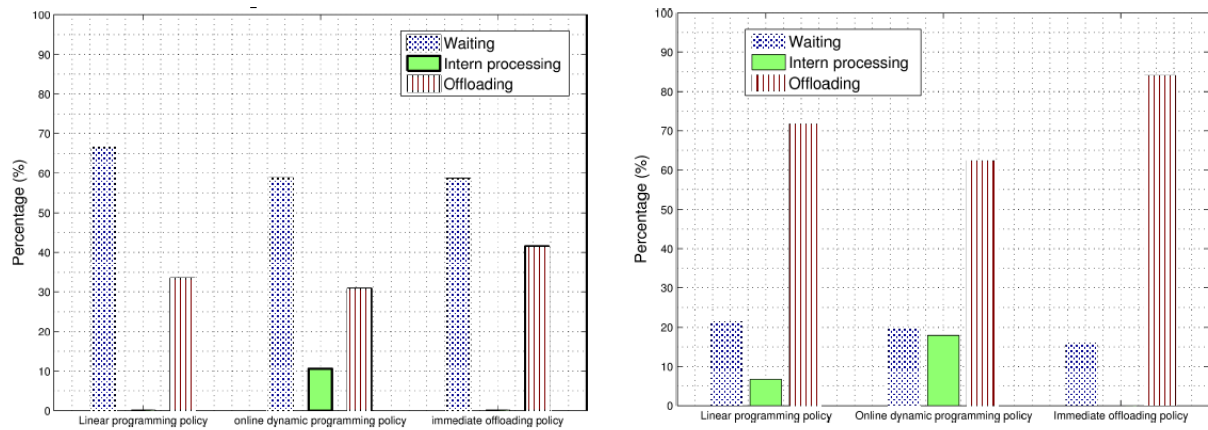 100
90
80
70
60
50
40
30
20
10
0
Percentage (%)
Waiting
Intern processing
Offloading
Linear programming policy
online dynamic programming policy
immediate offloading policy
100
90
80
70
60
50
40
30
20
10
0
Percentage (%)
Waiting
Intern processing
Offloading
Linear programming policy
Online dynamic programming policy
Immediate offloading policy